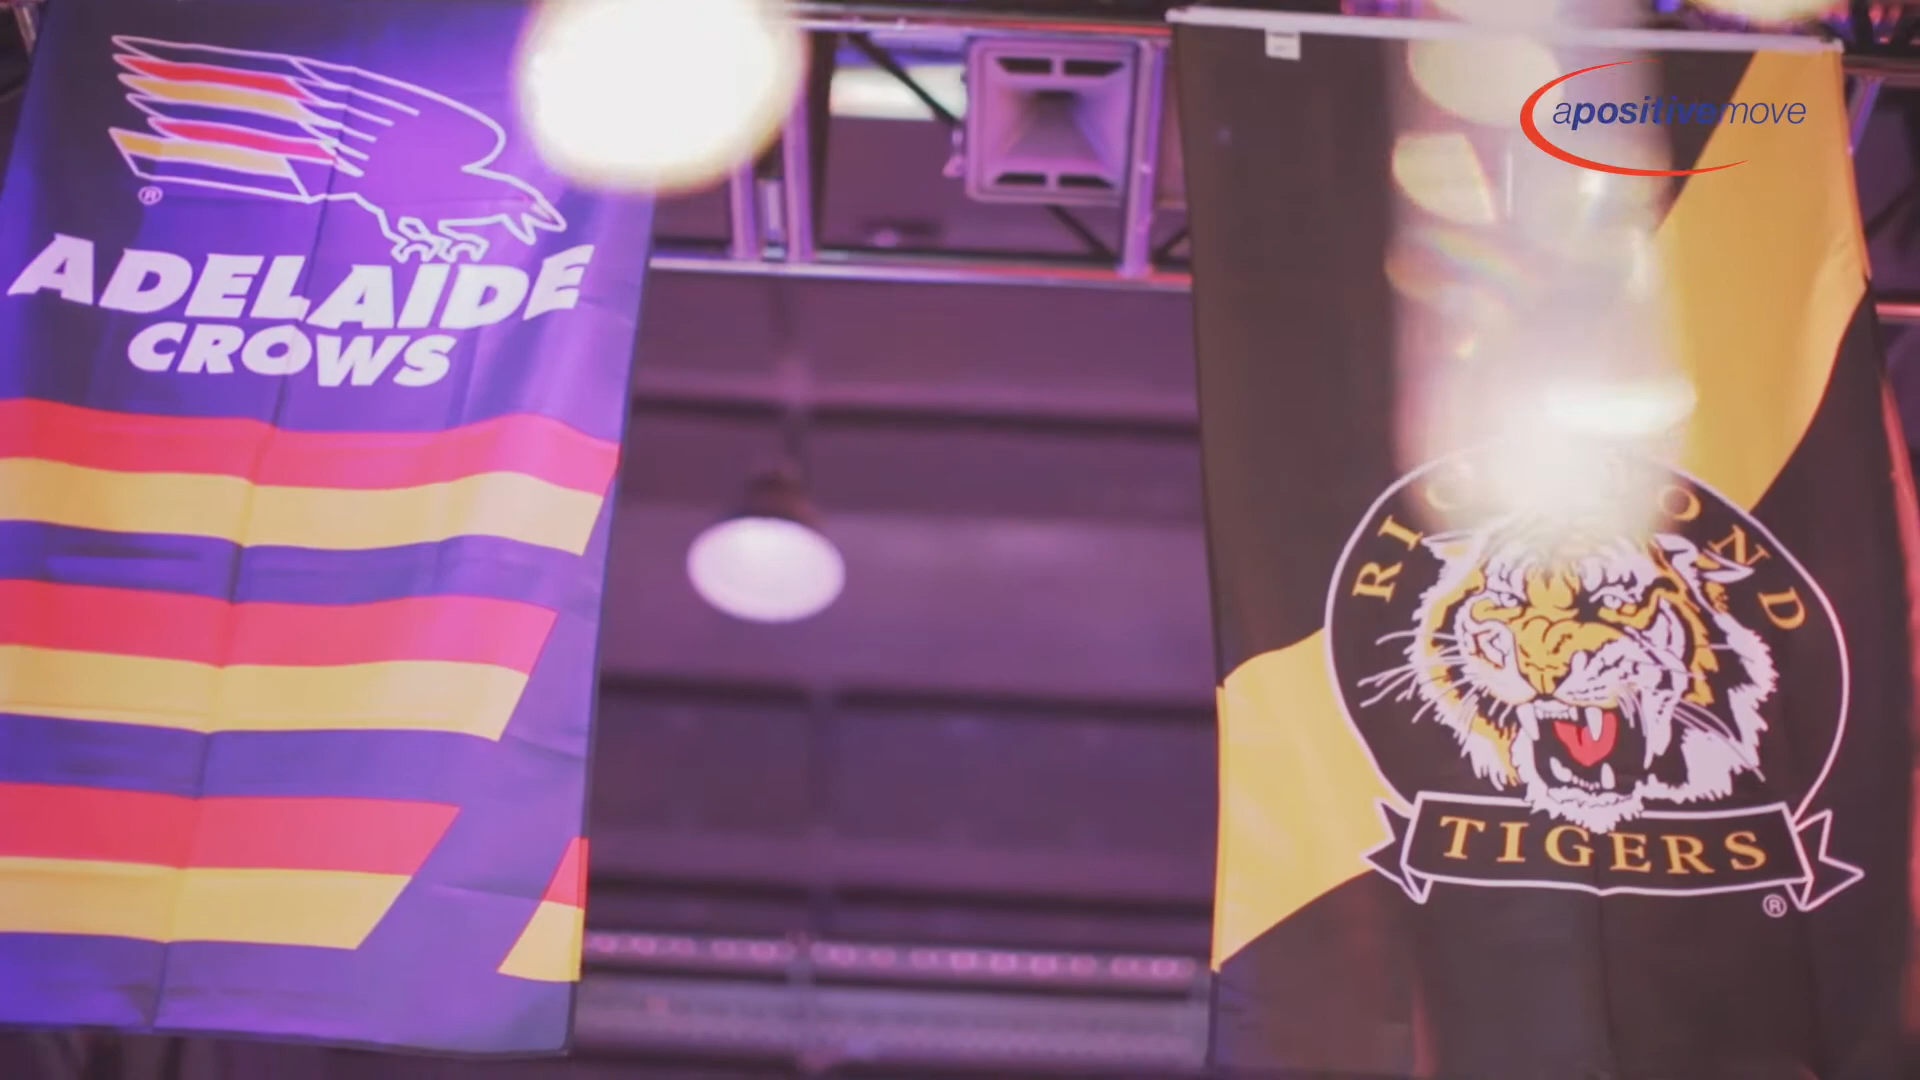 ADELAIDE
CROWS
®
apositivemove
TIGERS
®